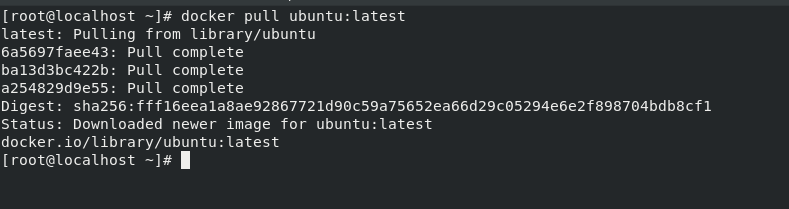 [root@localhost ~]# docker pull ubuntu:latest
latest: Pulling from library/ubuntu
6a5697faee43: Pull complete
ba13d3bc422b: Pull complete
a254829d9e55: Pull complete
Digest: sha256:fff16eea1a8ae92867721d90c59a75652ea66d29c05294e6e2f898704bdb8cf1
Status: Downloaded newer image for ubuntu:latest
docker.io/library/ubuntu:latest
[root@localhost ~]#